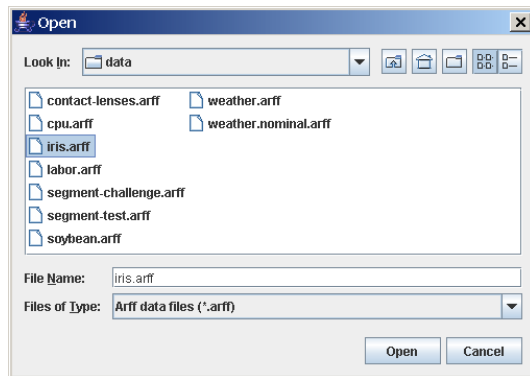 Open
Look In: data
contact-lenses.arff weather.arff
cpu.arff weather.nominal.arff
iris.arff
labor.arff
segment-challenge.arff
segment-test.arff
soybean.arff
File Name: iris.arff
Files of Type: Arff data files (*.arff)
Open Cancel